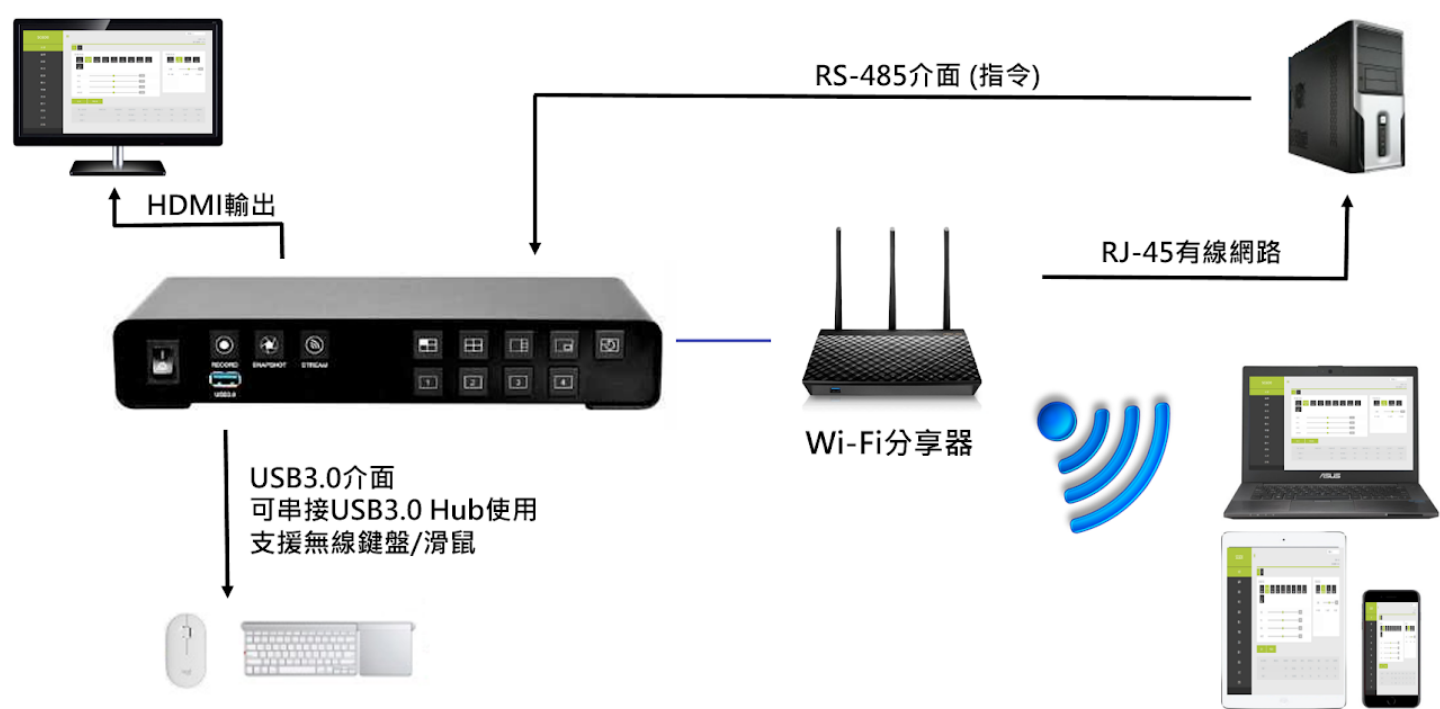 RS-485介面 (指令)
HDMI輸出
RJ-45有線網路
RECORD
SNAPSHOT
STREAM
USB3.0
1
2
3
4
Wi-Fi分享器
USB3.0介面
可串接USB3.0 Hub使用
支援無線鍵盤/滑鼠
ASUS
logi